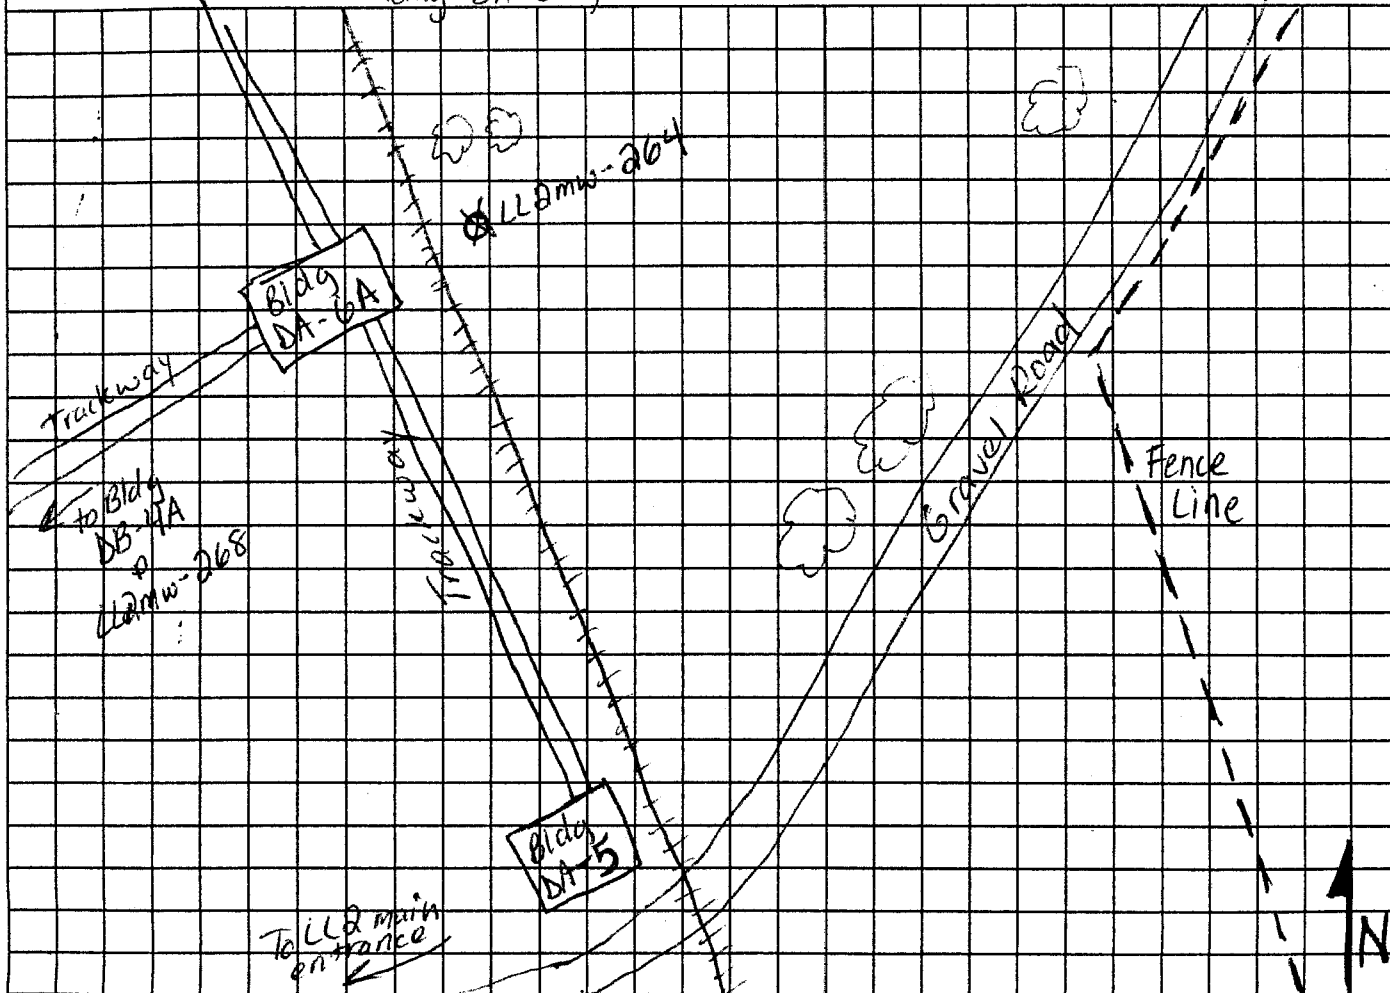 LL2mw-264
Bldg
DA-6A
Trackway
Trackway
to Bldg
DB-4A
LL2mw-268
Gravel Road
Fence
Line
Bldg
DA-5
To LL2 main
entrance
N